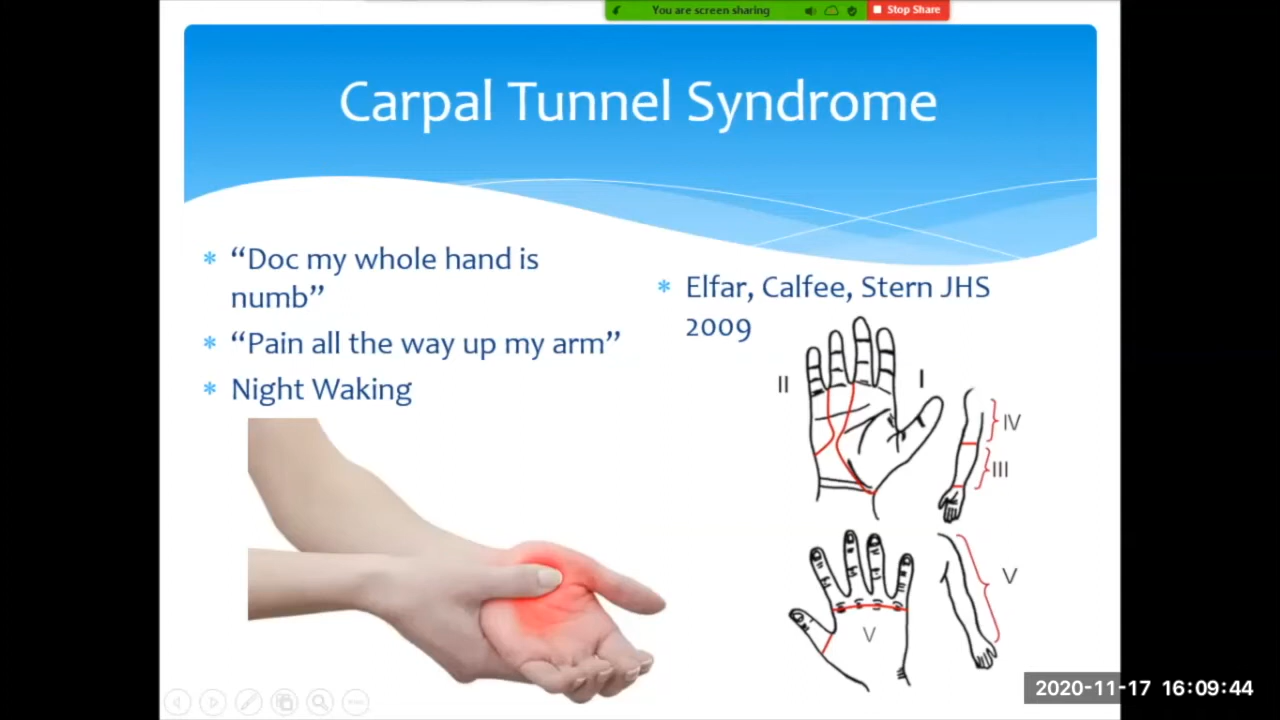 You are screen sharing
Stop Share
Carpal Tunnel Syndrome
* “Doc my whole hand is
numb”
* “Pain all the way up my arm”
* Night Waking
* Elfar, Calfee, Stern JHS
2009
II
I
IV
III
V
V
2020-11-17 16:09:44